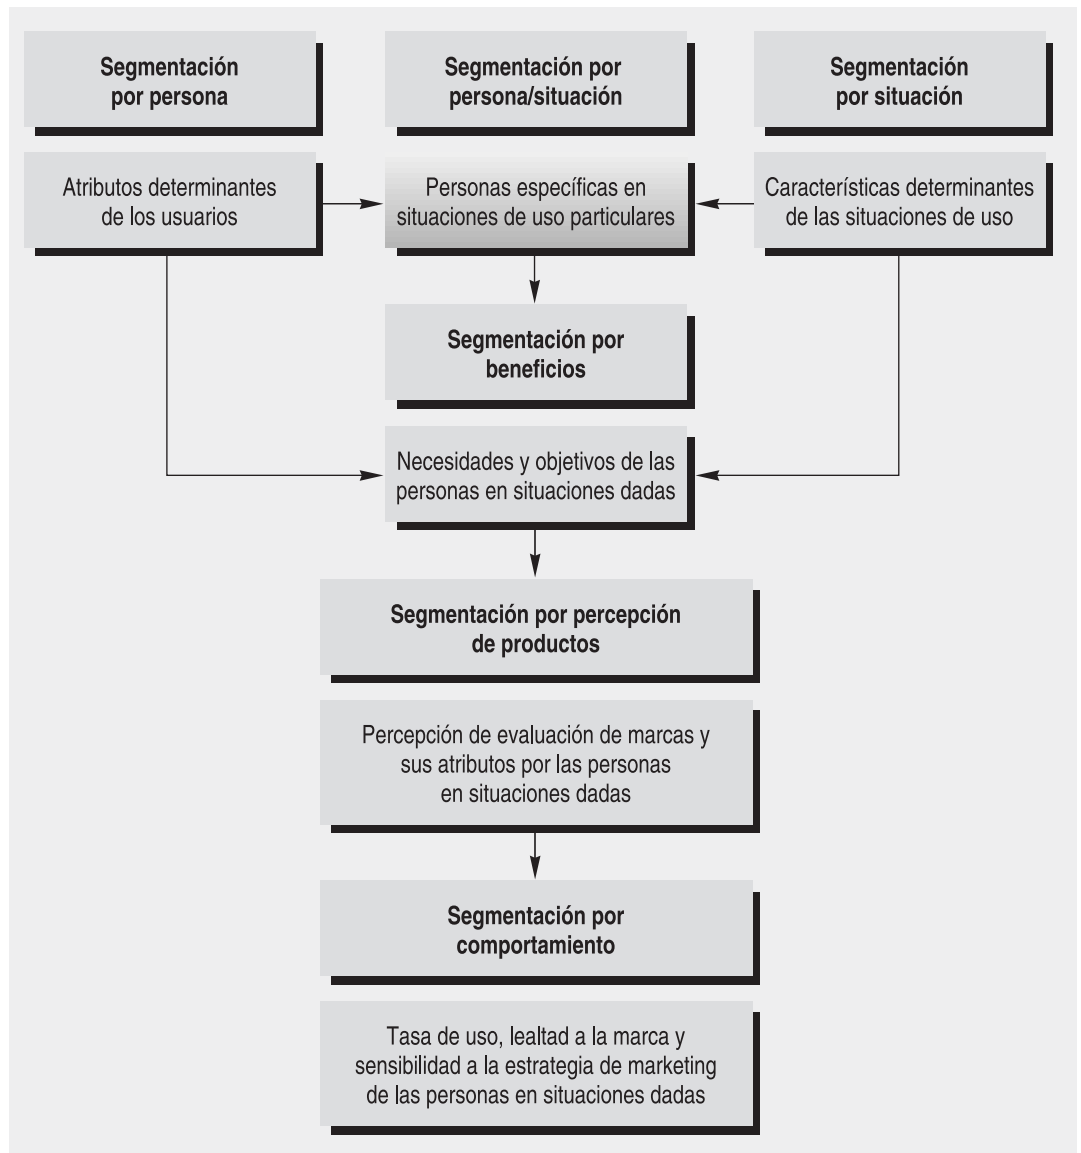 Segmentación
por persona
Segmentación por
persona/situación
Segmentación
por situación
Atributos determinantes
de los usuarios
Personas específicas en
situaciones de uso particulares
Característísticas determinantes
de las situaciones de uso
Segmentación por
beneficios
Necesidades y objetivos de las
personas en situaciones dadas
Segmentación por percepción
de productos
Percepción de evaluación de marcas y
sus atributos por las personas
en situaciones dadas
Segmentación por
comportamiento
Tasa de uso, lealtad a la marca y
sensibilidad a la estrategia de marketing
de las personas en situaciones dadas